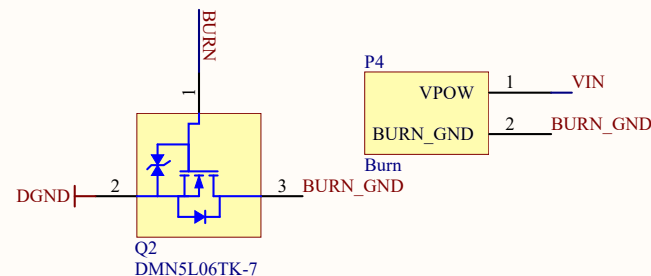 BURN
1
DGND
2
3
BURN_GND
Q2
DMN5L06TK-7
P4
VPOW
1
VIN
BURN_GND
2
BURN_GND
Burn